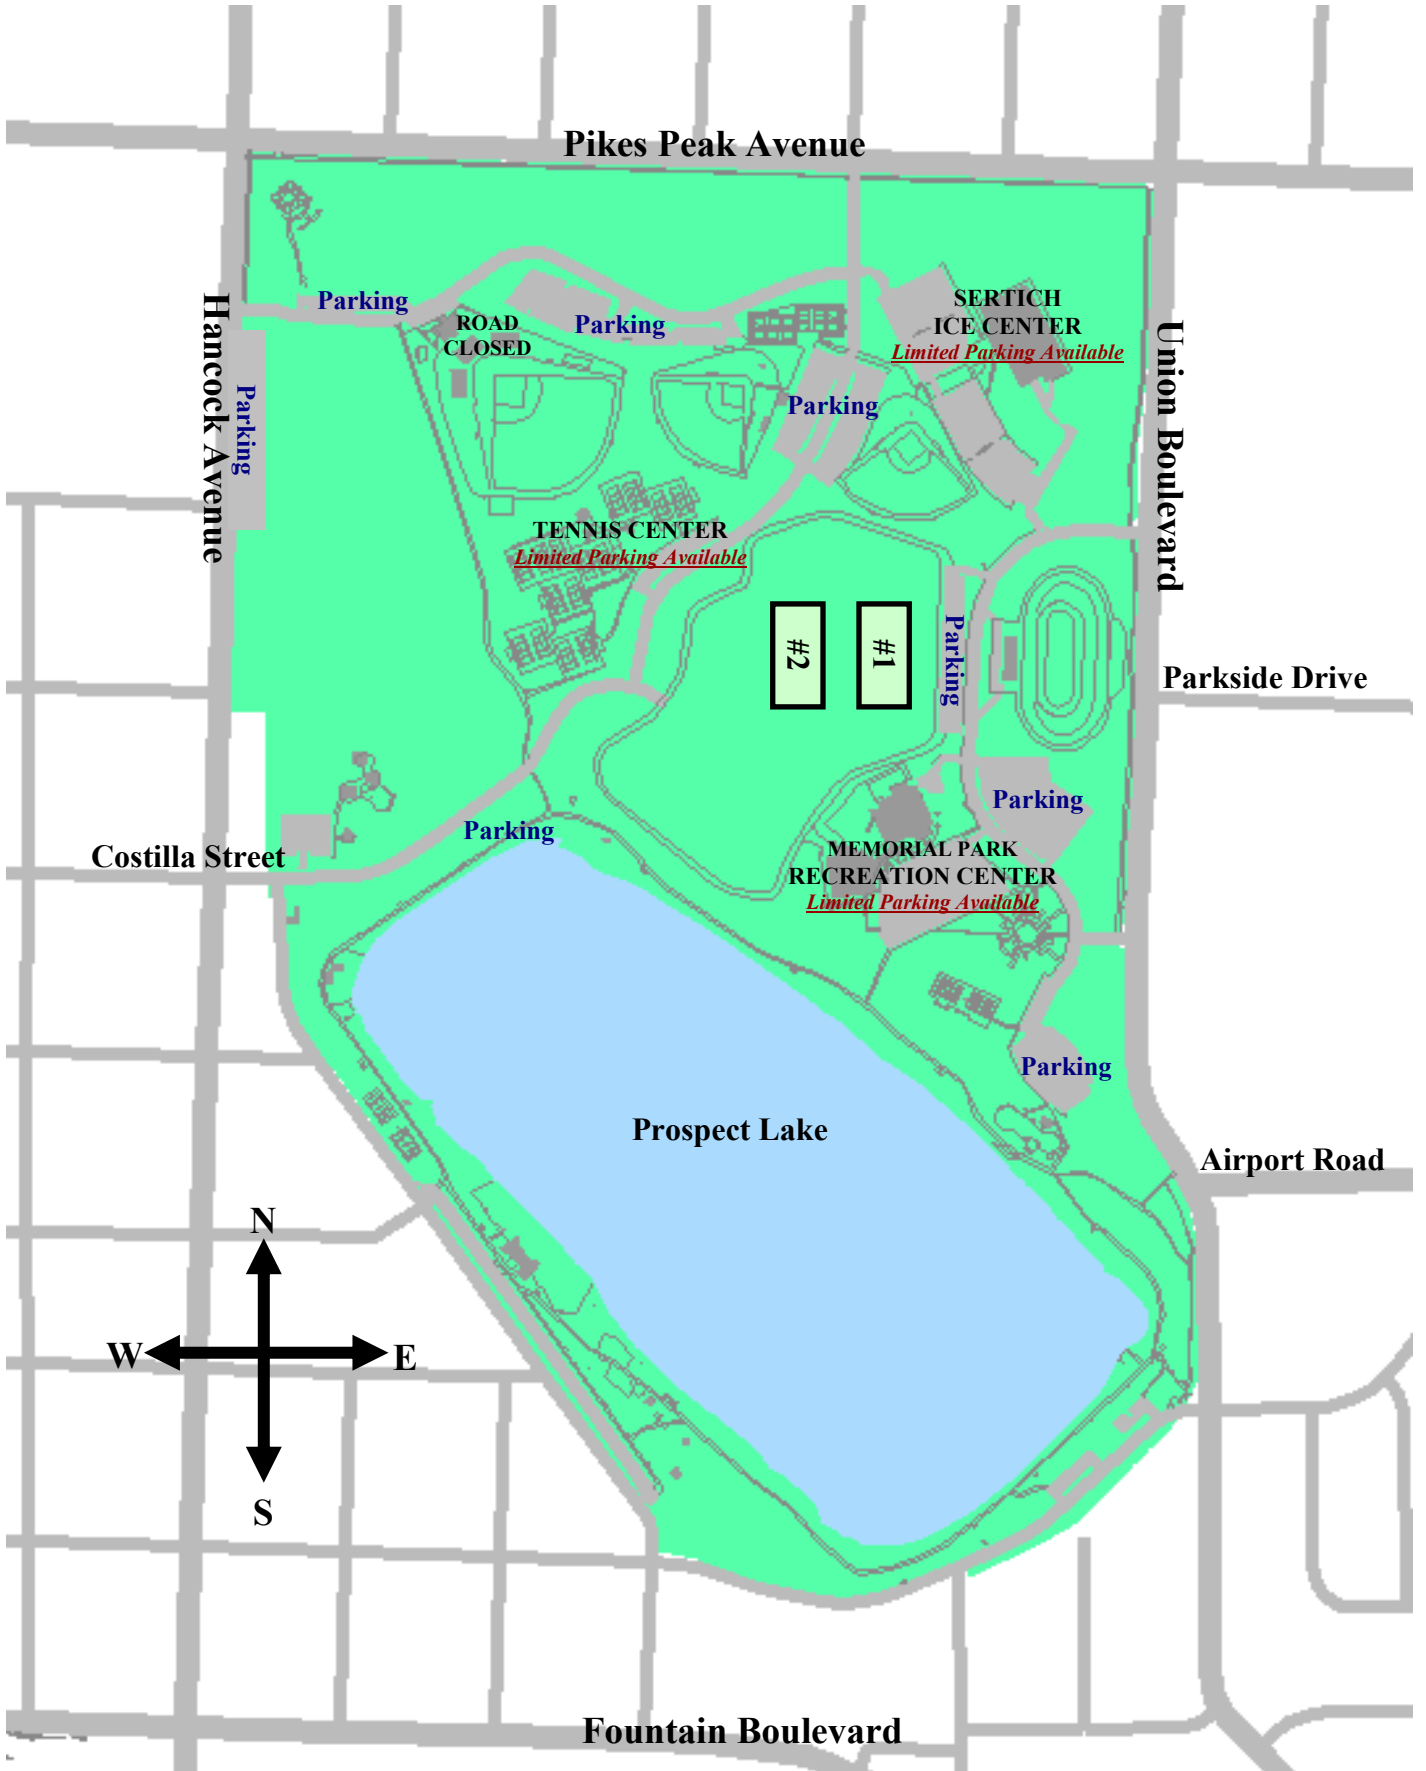 Pikes Peak Avenue
Hancock Avenue
Parking
ROAD
CLOSED
Parking
SERTICH
ICE CENTER
Limited Parking Available
Union Boulevard
Parking
Parking
TENNIS CENTER
Limited Parking Available
#2
#1
Parking
Parkside Drive
Parking
Parking
Costilla Street
MEMORIAL PARK
RECREATION CENTER
Limited Parking Available
Parking
Prospect Lake
Airport Road
N
W
E
S
Fountain Boulevard